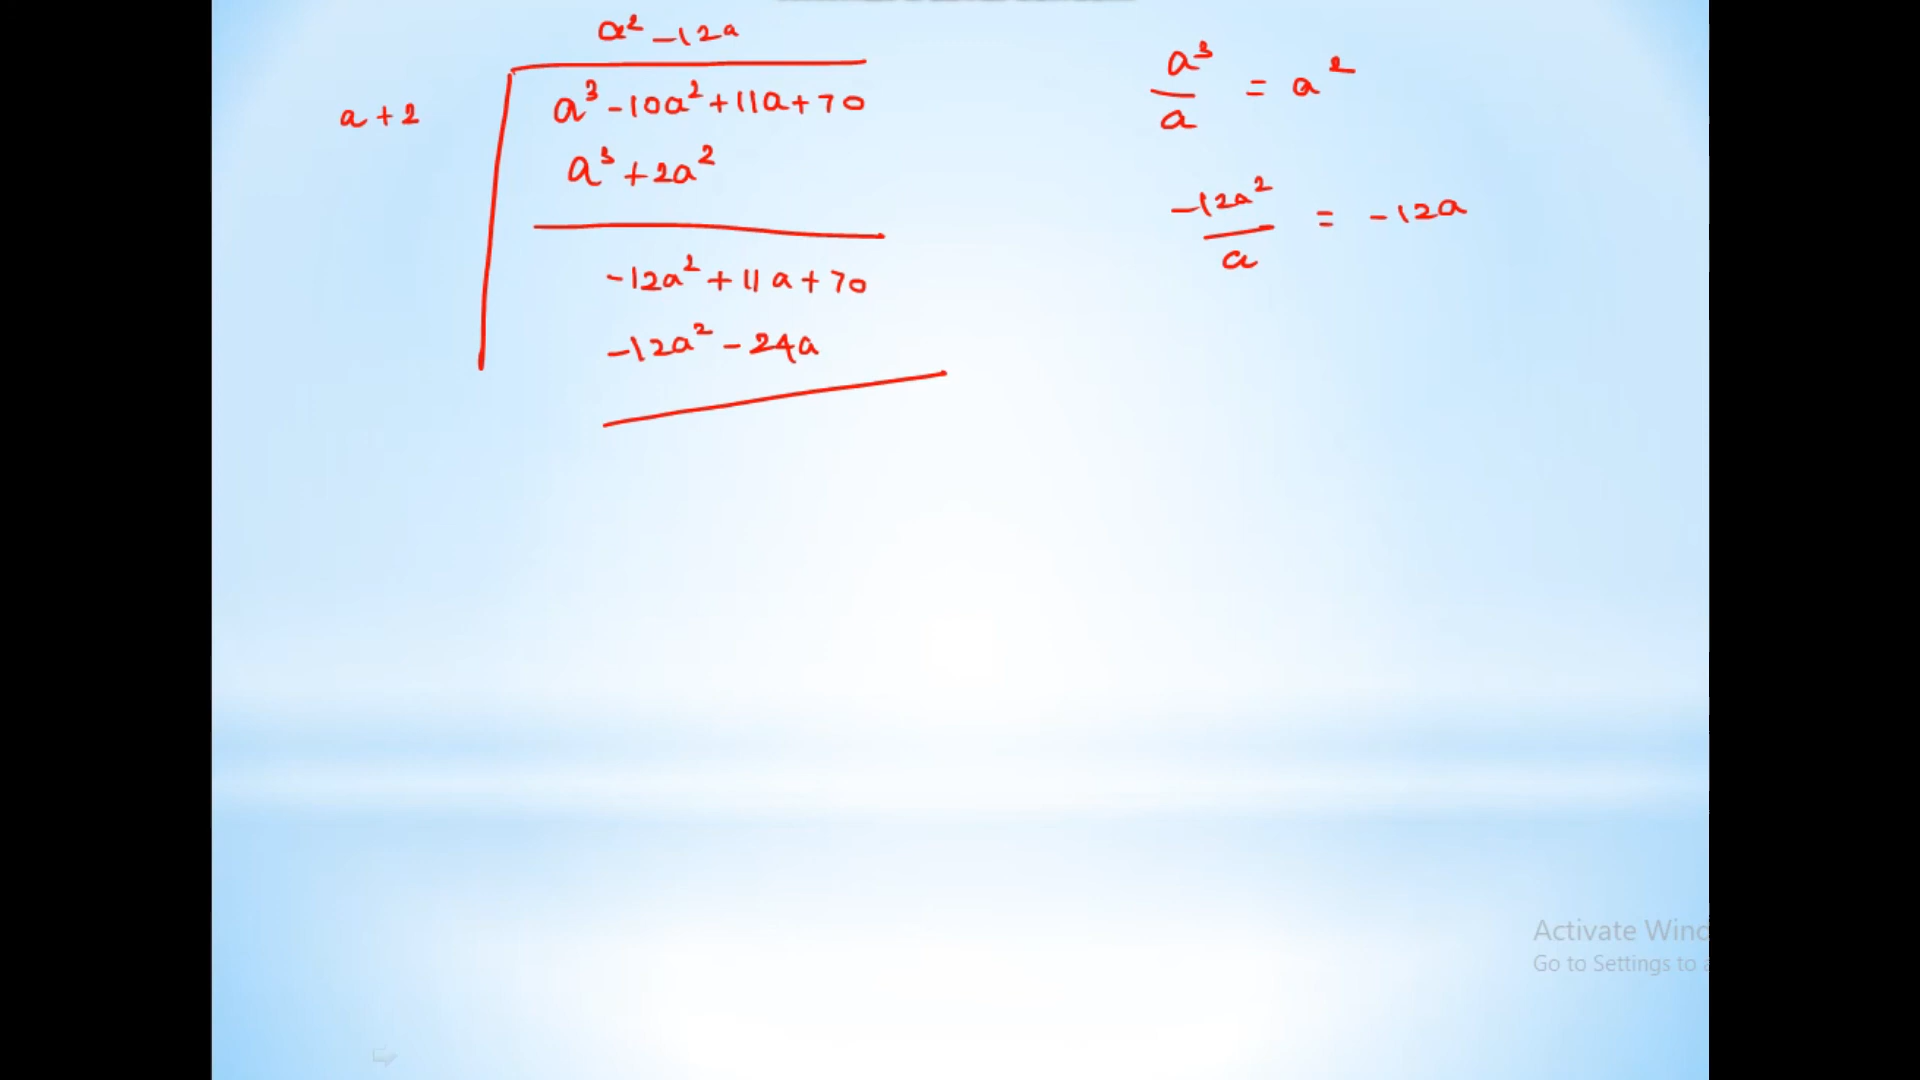 a² -12a
a+2
a³ -10a² +11a +70
a³ +2a²
-12a² +11a +70
-12a² -24a
a³/a = a²
-12a²/a = -12a
Activate Wind
Go to Settings to a